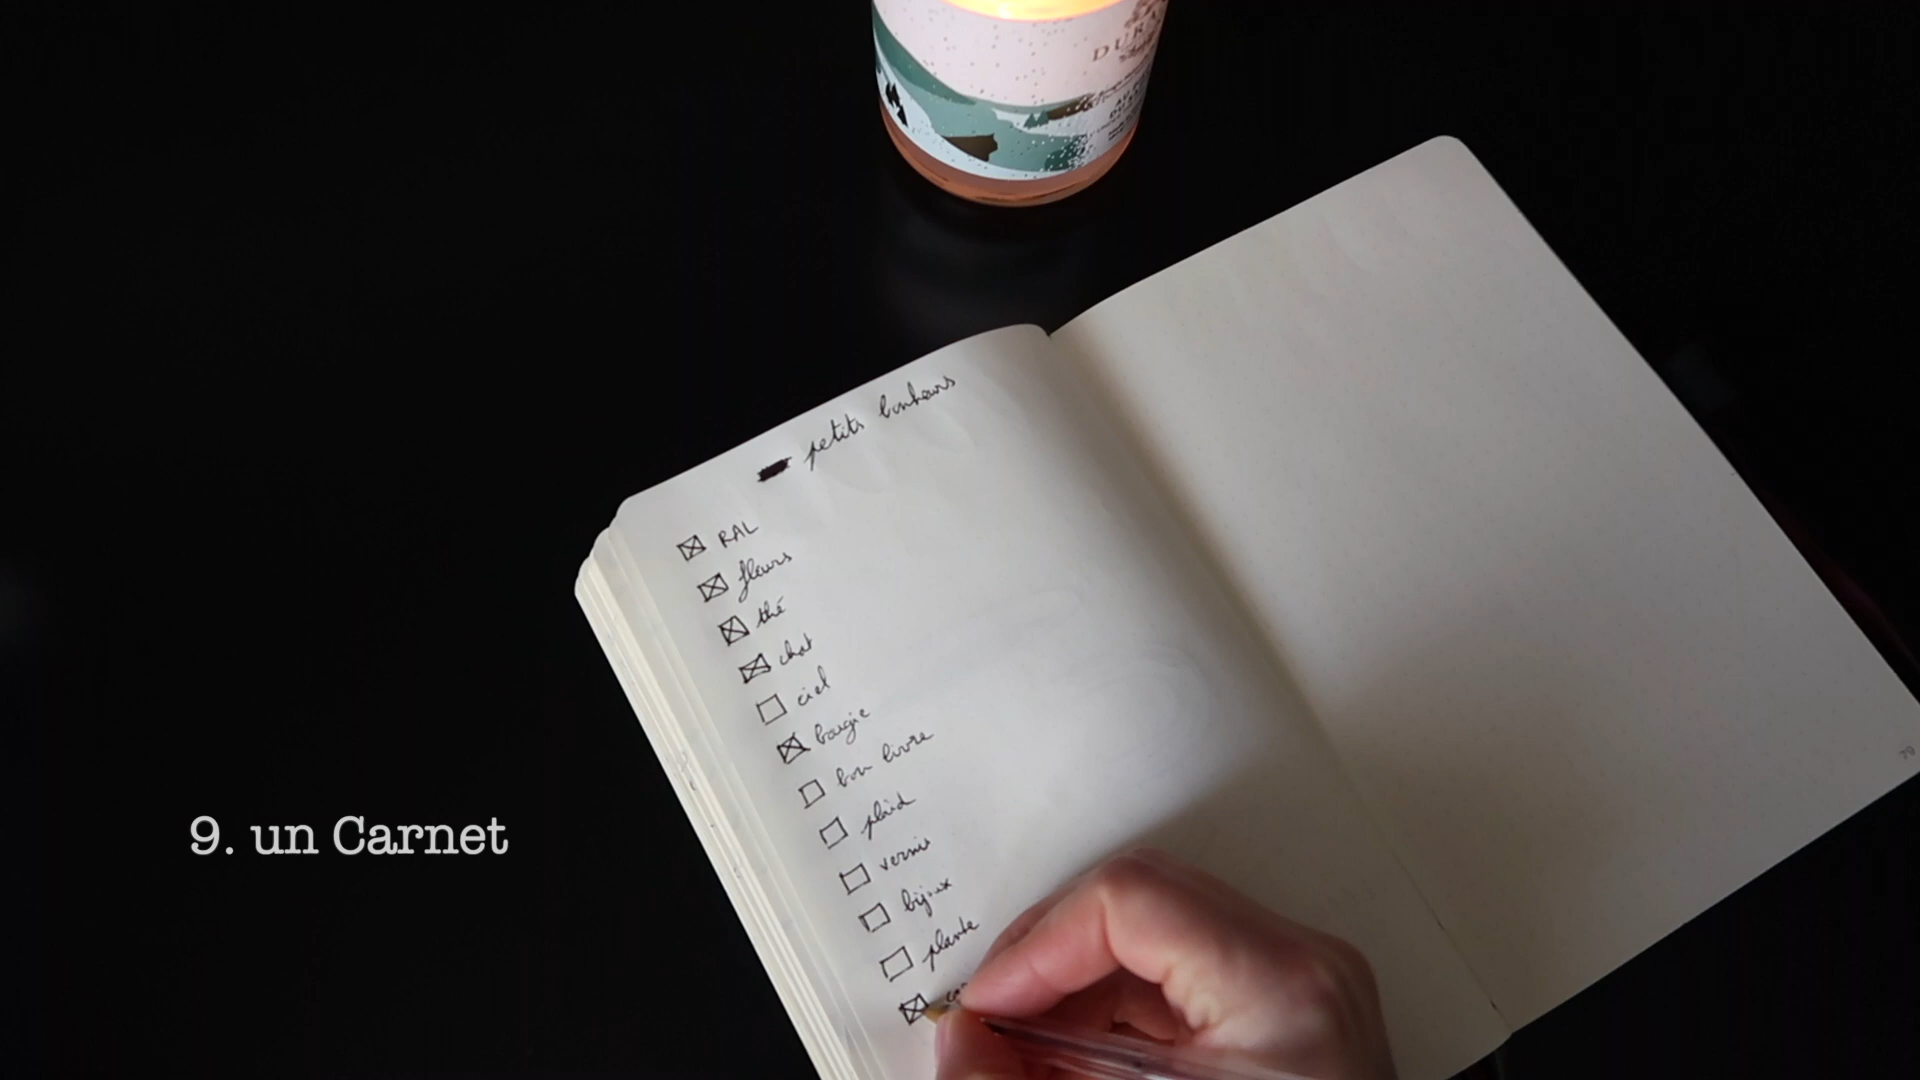 petits bonheurs
RAL
fleurs
thé
chat
ciel
bougie
bon livre
plaid
vernis
bijoux
plante
9. un Carnet